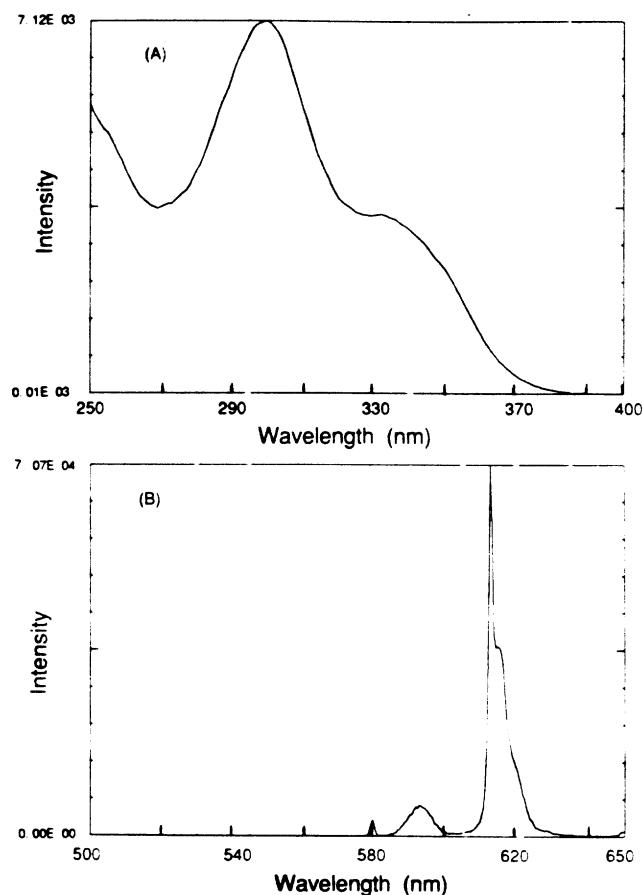 7.12E 03
(A)
Intensity
0.01E 03
250 290 330 370 400
Wavelength (nm)
7 07E 04
(B)
Intensity
0.00E 00
500 540 580 620 650
Wavelength (nm)